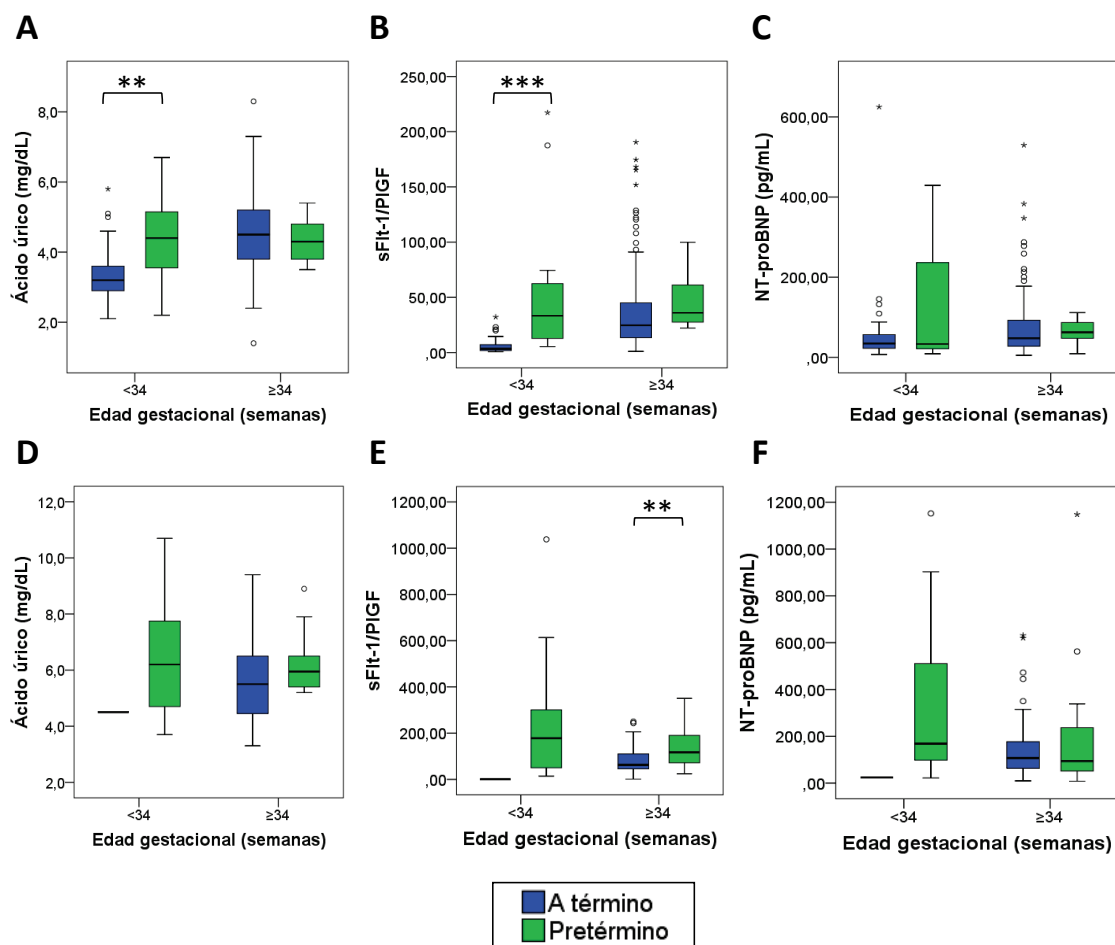 A
Ácido úrico (mg/dL)
8,0
6,0
4,0
2,0
**
<34
≥34
Edad gestacional (semanas)
B
sFlt-1/PlGF
250,00
200,00
150,00
100,00
50,00
,00
***
<34
≥34
Edad gestacional (semanas)
C
NT-proBNP (pg/mL)
600,00
400,00
200,00
,00
<34
≥34
Edad gestacional (semanas)
D
Ácido úrico (mg/dL)
12,0
10,0
8,0
6,0
4,0
2,0
<34
≥34
Edad gestacional (semanas)
E
sFlt-1/PlGF
1200,00
1000,00
800,00
600,00
400,00
200,00
,00
**
<34
≥34
Edad gestacional (semanas)
F
NT-proBNP (pg/mL)
1200,00
1000,00
800,00
600,00
400,00
200,00
,00
<34
≥34
Edad gestacional (semanas)
A término
Pretérmino